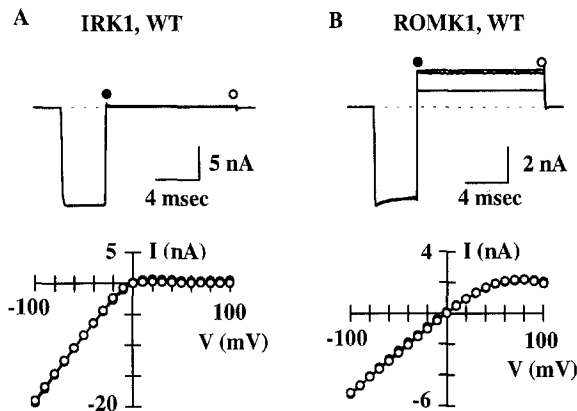 A
IRK1, WT
5 nA
4 msec
5
I (nA)
-100
100
V (mV)
-20
B
ROMK1, WT
2 nA
4 msec
4
I (nA)
-100
100
V (mV)
-6